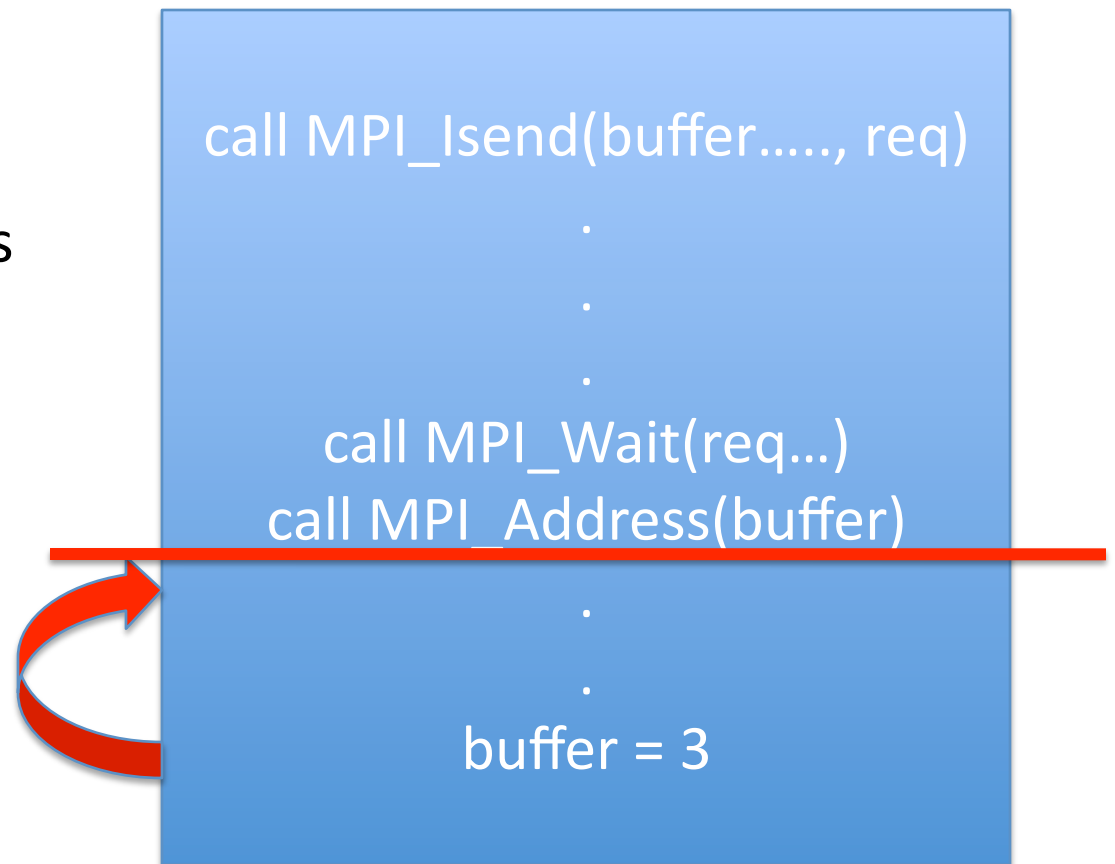 call MPI_Isend(buffer....., req)
s
.
.
.
call MPI_Wait(req...)
call MPI_Address(buffer)
.
.
buffer = 3